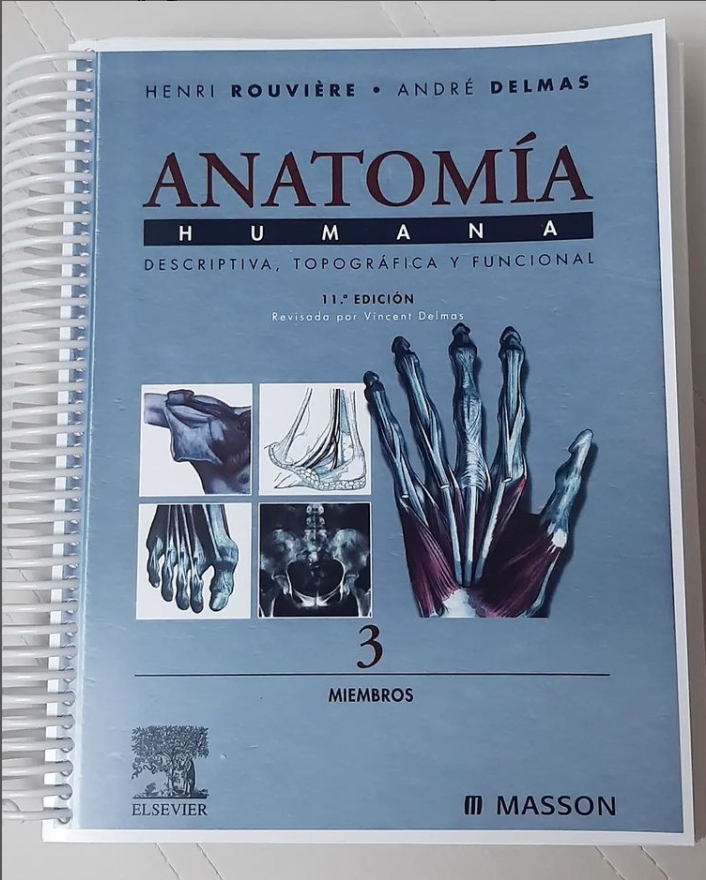 HENRI ROUVIÈRE • ANDRÉ DELMAS
ANATOMÍA
HUMANA
DESCRIPTIVA, TOPOGRÁFICA Y FUNCIONAL
11.ª EDICIÓN
Revisada por Vincent Delmas
3
MIEMBROS
ELSEVIER
MASSON